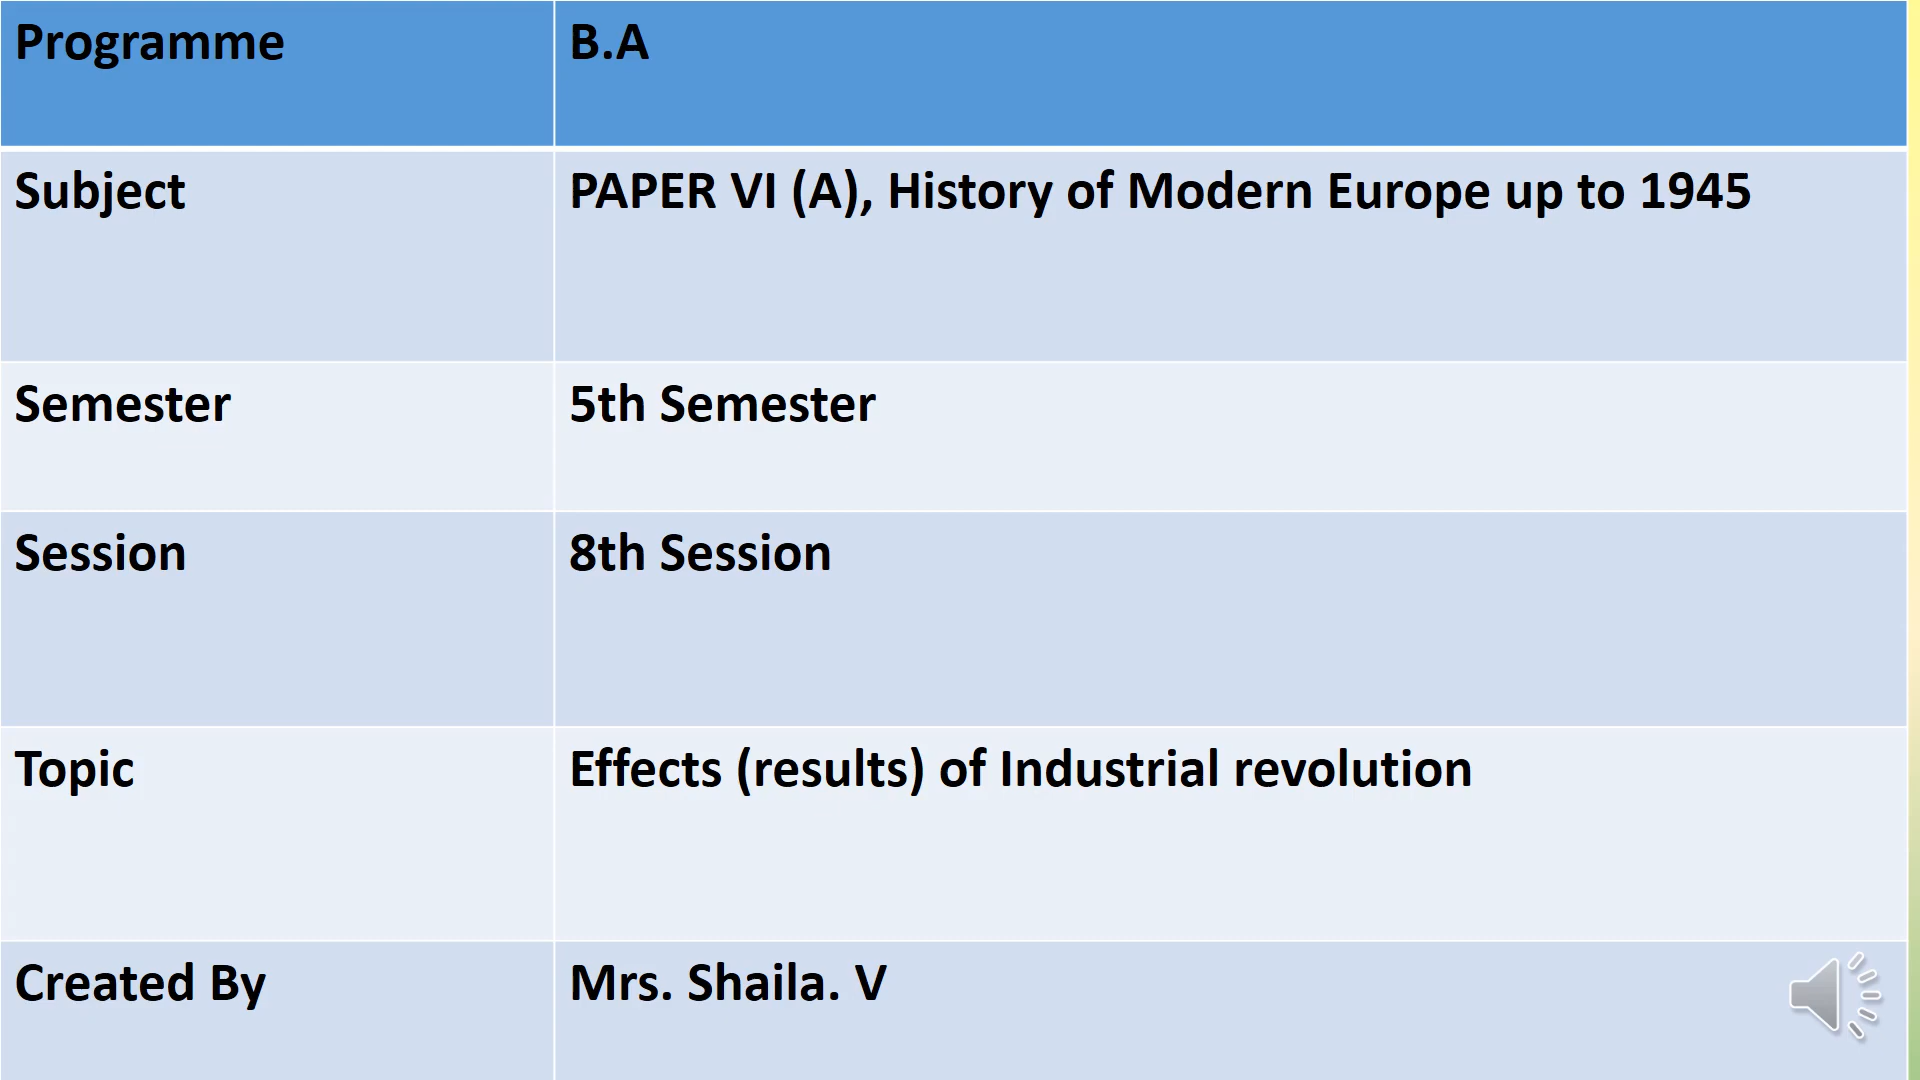 Programme B.A
Subject PAPER VI (A), History of Modern Europe up to 1945
Semester 5th Semester
Session 8th Session
Topic Effects (results) of Industrial revolution
Created By Mrs. Shaila. V